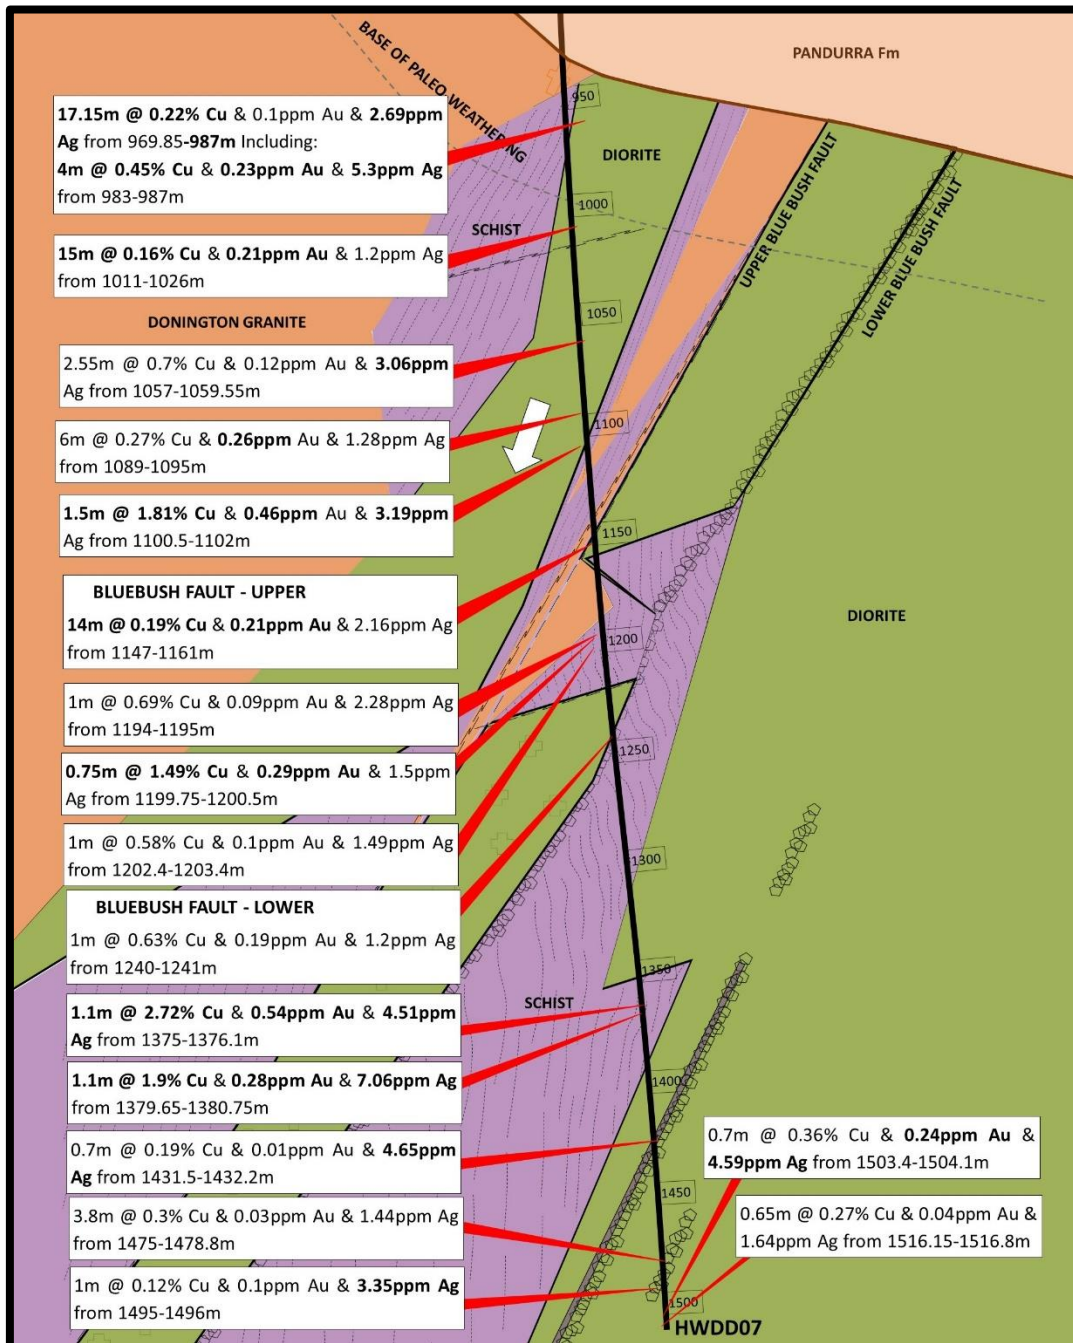 PANDURRA Fm
BASE OF PALEO-WEATHERING
950
17.15m @ 0.22% Cu & 0.1ppm Au & 2.69ppm
Ag from 969.85-987m Including:
4m @ 0.45% Cu & 0.23ppm Au & 5.3ppm Ag
from 983-987m
DIORITE
UPPER BLUE BUSH FAULT
LOWER BLUE BUSH FAULT
1000
SCHIST
15m @ 0.16% Cu & 0.21ppm Au & 1.2ppm Ag
from 1011-1026m
1050
DONINGTON GRANITE
2.55m @ 0.7% Cu & 0.12ppm Au & 3.06ppm
Ag from 1057-1059.55m
1100
6m @ 0.27% Cu & 0.26ppm Au & 1.28ppm Ag
from 1089-1095m
1.5m @ 1.81% Cu & 0.46ppm Au & 3.19ppm
Ag from 1100.5-1102m
1150
BLUEBUSH FAULT - UPPER
14m @ 0.19% Cu & 0.21ppm Au & 2.16ppm Ag
from 1147-1161m
DIORITE
1200
1m @ 0.69% Cu & 0.09ppm Au & 2.28ppm Ag
from 1194-1195m
1250
0.75m @ 1.49% Cu & 0.29ppm Au & 1.5ppm
Ag from 1199.75-1200.5m
1m @ 0.58% Cu & 0.1ppm Au & 1.49ppm Ag
from 1202.4-1203.4m
1300
BLUEBUSH FAULT - LOWER
1m @ 0.63% Cu & 0.19ppm Au & 1.2ppm Ag
from 1240-1241m
1350
SCHIST
1.1m @ 2.72% Cu & 0.54ppm Au & 4.51ppm
Ag from 1375-1376.1m
1.1m @ 1.9% Cu & 0.28ppm Au & 7.06ppm Ag
from 1379.65-1380.75m
1400
0.7m @ 0.19% Cu & 0.01ppm Au & 4.65ppm
Ag from 1431.5-1432.2m
0.7m @ 0.36% Cu & 0.24ppm Au &
4.59ppm Ag from 1503.4-1504.1m
1450
3.8m @ 0.3% Cu & 0.03ppm Au & 1.44ppm Ag
from 1475-1478.8m
0.65m @ 0.27% Cu & 0.04ppm Au &
1.64ppm Ag from 1516.15-1516.8m
1m @ 0.12% Cu & 0.1ppm Au & 3.35ppm Ag
from 1495-1496m
1500
HWDD07